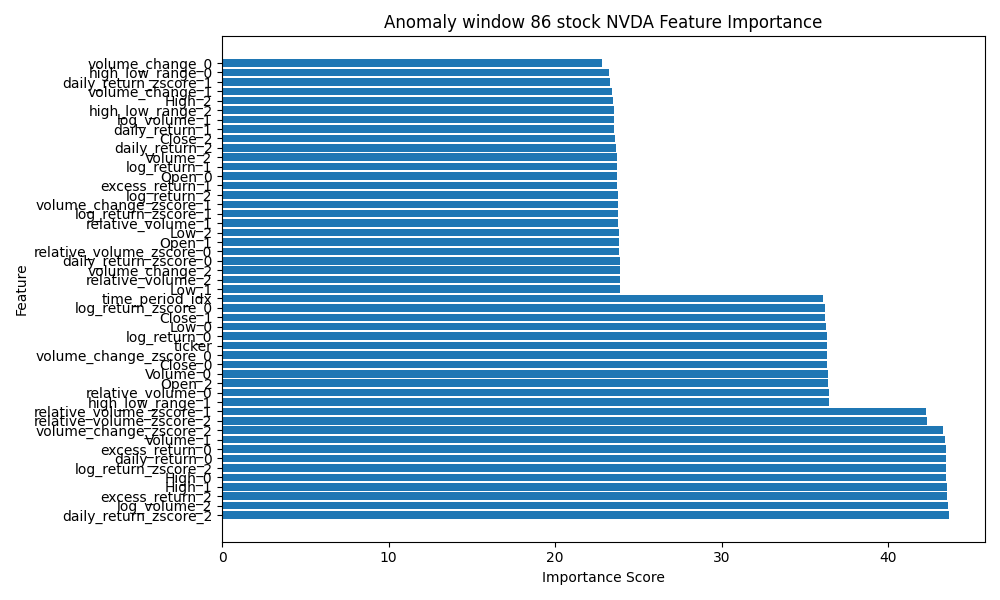 Anomaly window 86 stock NVDA Feature Importance
volume_change_0
high_low_range_0
daily_return_zscore_1
volume_change_1
High_2
high_low_range_2
log_volume_1
daily_return_1
Close_2
daily_return_2
Volume_2
log_return_1
Open_0
excess_return_1
log_return_2
volume_change_zscore_1
log_return_zscore_1
relative_volume_1
Low_2
Open_1
relative_volume_zscore_0
daily_return_zscore_0
volume_change_2
relative_volume_2
Low_1
time_period_idx
log_return_zscore_0
Close_1
Low_0
log_return_0
ticker
volume_change_zscore_0
Close_0
Volume_0
Open_2
relative_volume_0
high_low_range_1
relative_volume_zscore_1
relative_volume_zscore_2
volume_change_zscore_2
Volume_1
excess_return_0
daily_return_0
log_return_zscore_2
High_0
High_1
excess_return_2
log_volume_2
daily_return_zscore_2
Feature
0 10 20 30 40
Importance Score